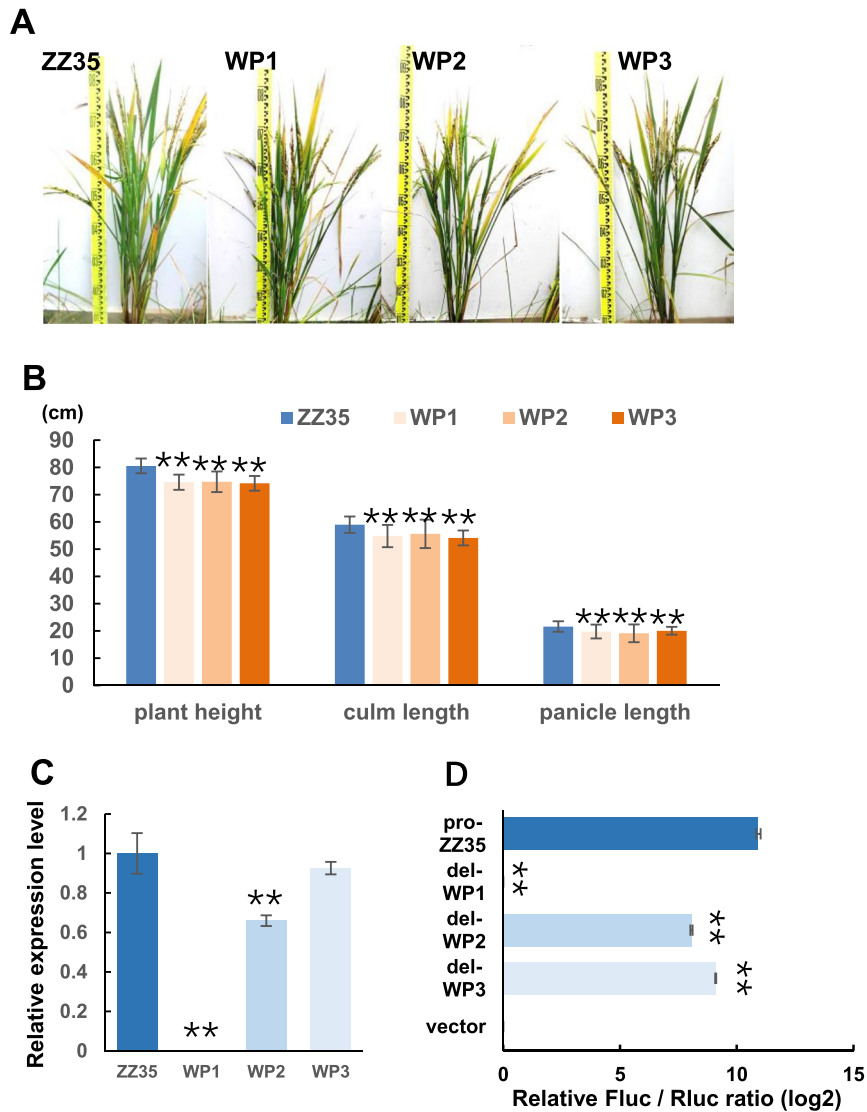 A
ZZ35 WP1 WP2 WP3
B
(cm)
ZZ35 WP1 WP2 WP3
90
80
70
60
50
40
30
20
10
0
** ** **
** ** **
** ** **
plant height culm length panicle length
C
Relative expression level
1.2
1
0.8
0.6
0.4
0.2
0
**
**
ZZ35 WP1 WP2 WP3
D
pro-
ZZ35
del-
WP1
**
del-
WP2
**
del-
WP3
**
vector
0 5 10 15
Relative Fluc / Rluc ratio (log2)